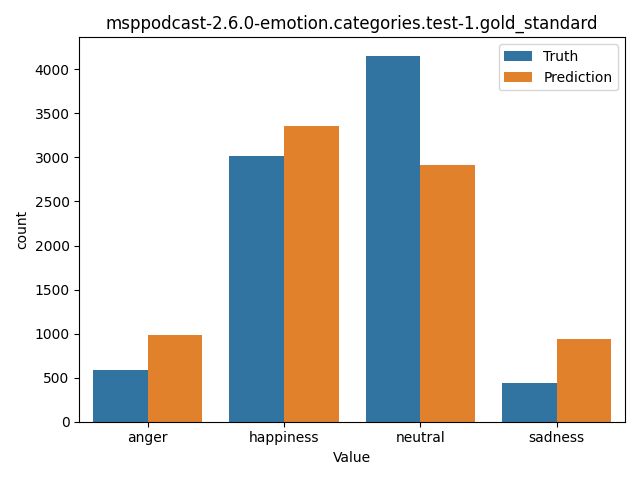 msppodcast-2.6.0-emotion.categories.test-1.gold_standard
Truth
Prediction
count
4000
3500
3000
2500
2000
1500
1000
500
0
anger happiness neutral sadness
Value